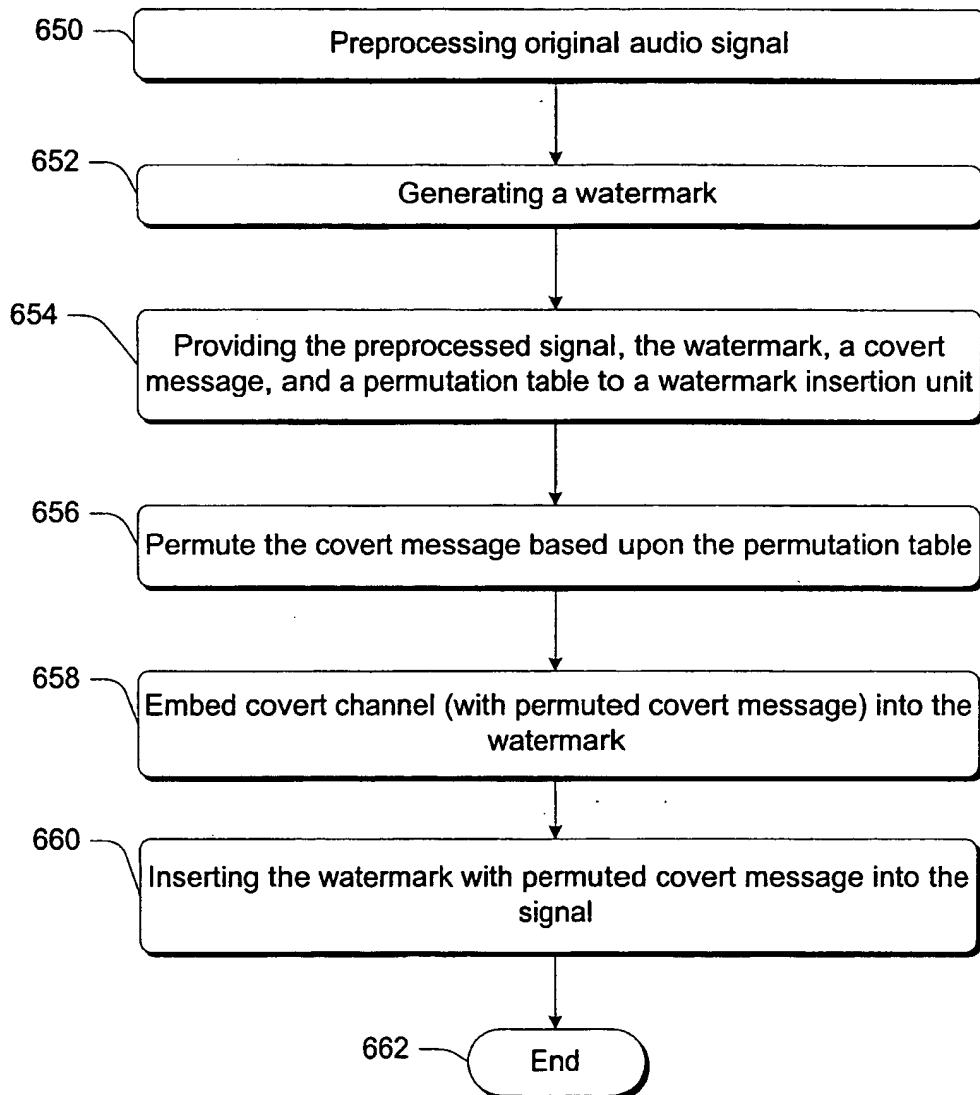 650
Preprocessing original audio signal
652
Generating a watermark
654
Providing the preprocessed signal, the watermark, a covert
message, and a permutation table to a watermark insertion unit
656
Permute the covert message based upon the permutation table
658
Embed covert channel (with permuted covert message) into the
watermark
660
Inserting the watermark with permuted covert message into the
signal
662
End